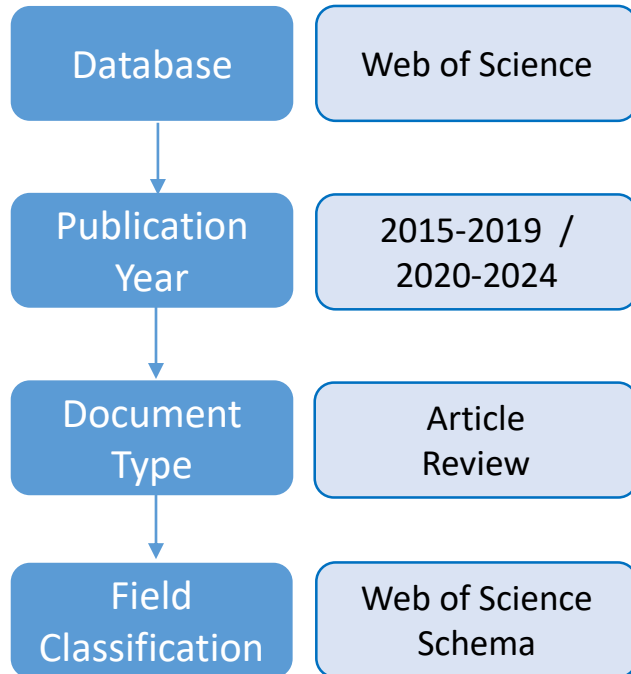 Database
Web of Science
Publication
Year
2015-2019 /
2020-2024
Document
Type
Article
Review
Field
Classification
Web of Science
Schema